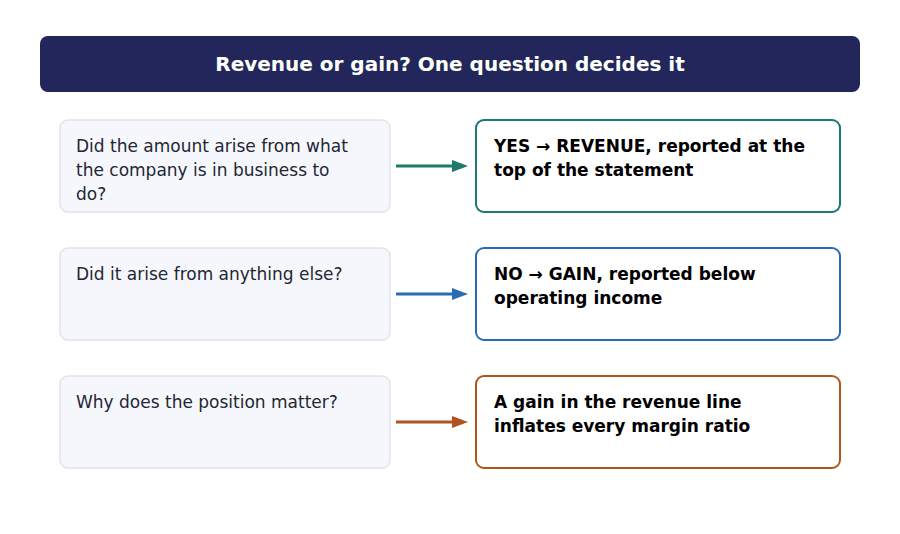 Revenue or gain? One question decides it
Did the amount arise from what
the company is in business to
do?
YES → REVENUE, reported at the
top of the statement
Did it arise from anything else?
NO → GAIN, reported below
operating income
Why does the position matter?
A gain in the revenue line
inflates every margin ratio